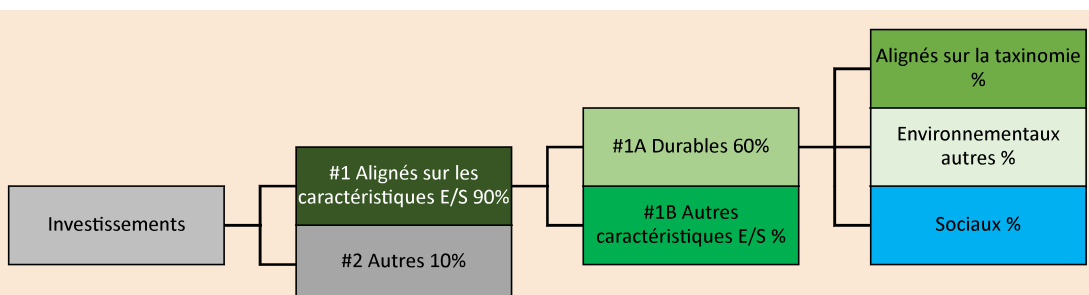 Investissements
#1 Alignés sur les
caractéristiques E/S 90%
#2 Autres 10%
#1A Durables 60%
#1B Autres
caractéristiques E/S %
Alignés sur la taxinomie
%
Environnementaux
autres %
Sociaux %